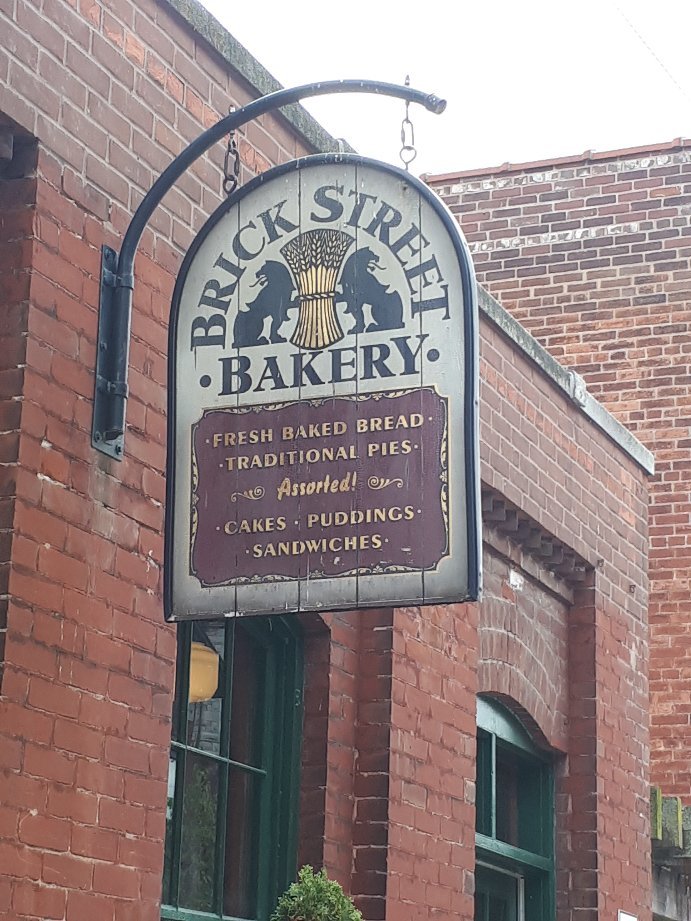 BRICK STREET
• BAKERY •
· FRESH BAKED BREAD ·
· TRADITIONAL PIES ·
Assorted!
· CAKES · PUDDINGS ·
· SANDWICHES ·